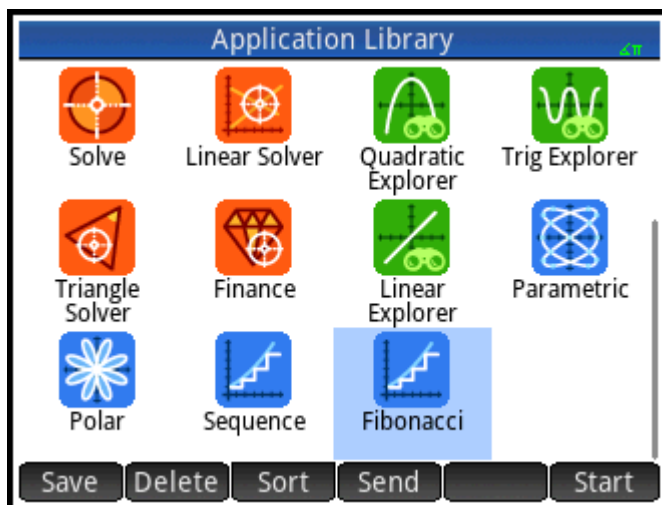 Application Library
∡π
Solve Linear Solver Quadratic Explorer Trig Explorer
Triangle Solver Finance Linear Explorer Parametric
Polar Sequence Fibonacci
Save Delete Sort Send Start